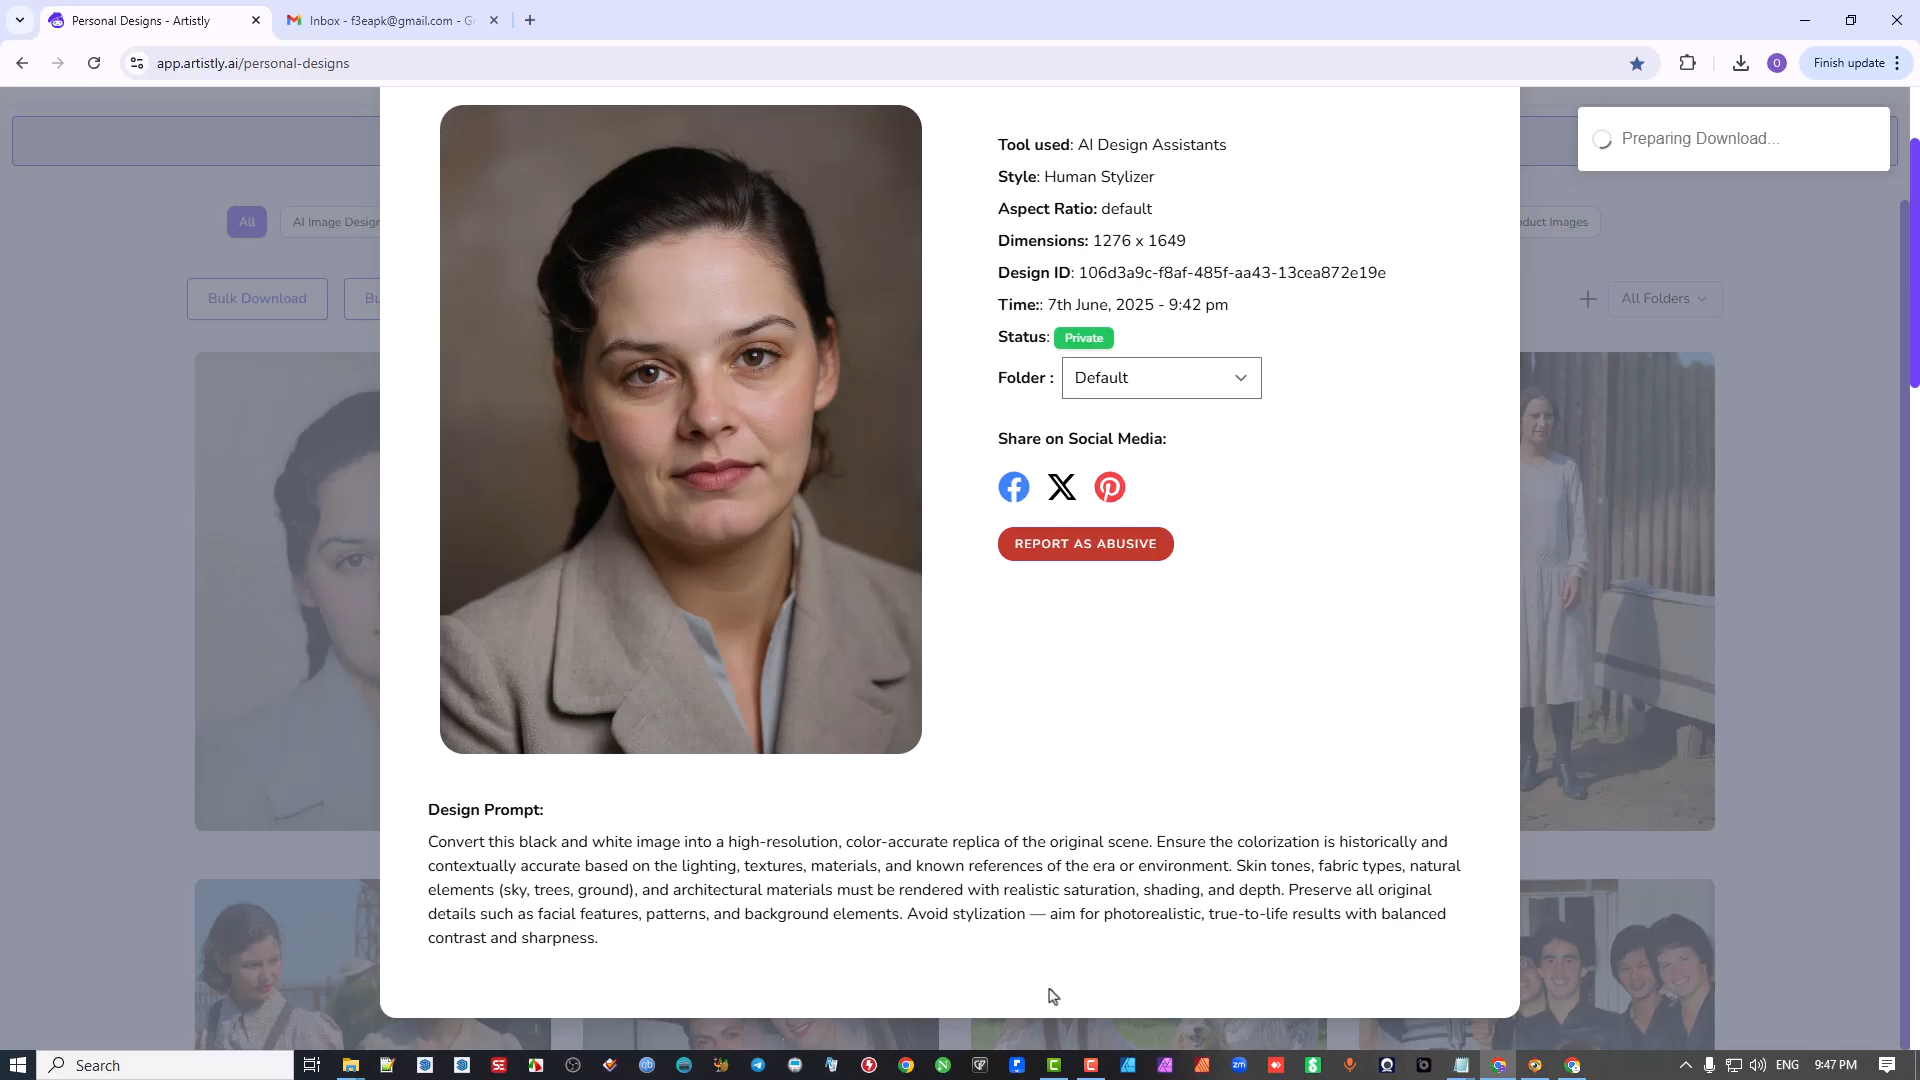 Personal Designs - Artistly
Inbox - f3eapk@gmail.com - G
app.artistly.ai/personal-designs
O
Finish update
Preparing Download...
All
AI Image Design
oduct Images
Bulk Download
Bu
All Folders
Tool used: AI Design Assistants
Style: Human Stylizer
Aspect Ratio: default
Dimensions: 1276 x 1649
Design ID: 106d3a9c-f8af-485f-aa43-13cea872e19e
Time:: 7th June, 2025 - 9:42 pm
Status: Private
Folder : Default
Share on Social Media:
REPORT AS ABUSIVE
Design Prompt:
Convert this black and white image into a high-resolution, color-accurate replica of the original scene. Ensure the colorization is historically and
contextually accurate based on the lighting, textures, materials, and known references of the era or environment. Skin tones, fabric types, natural
elements (sky, trees, ground), and architectural materials must be rendered with realistic saturation, shading, and depth. Preserve all original
details such as facial features, patterns, and background elements. Avoid stylization — aim for photorealistic, true-to-life results with balanced
contrast and sharpness.
Search
ENG
9:47 PM